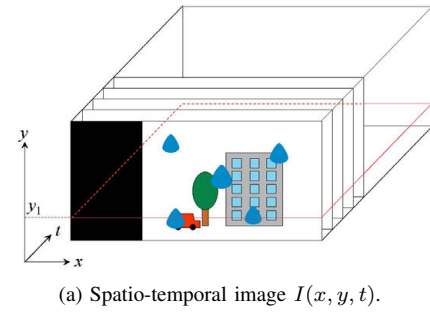 y
y₁
t
x
(a) Spatio-temporal image I(x, y, t).